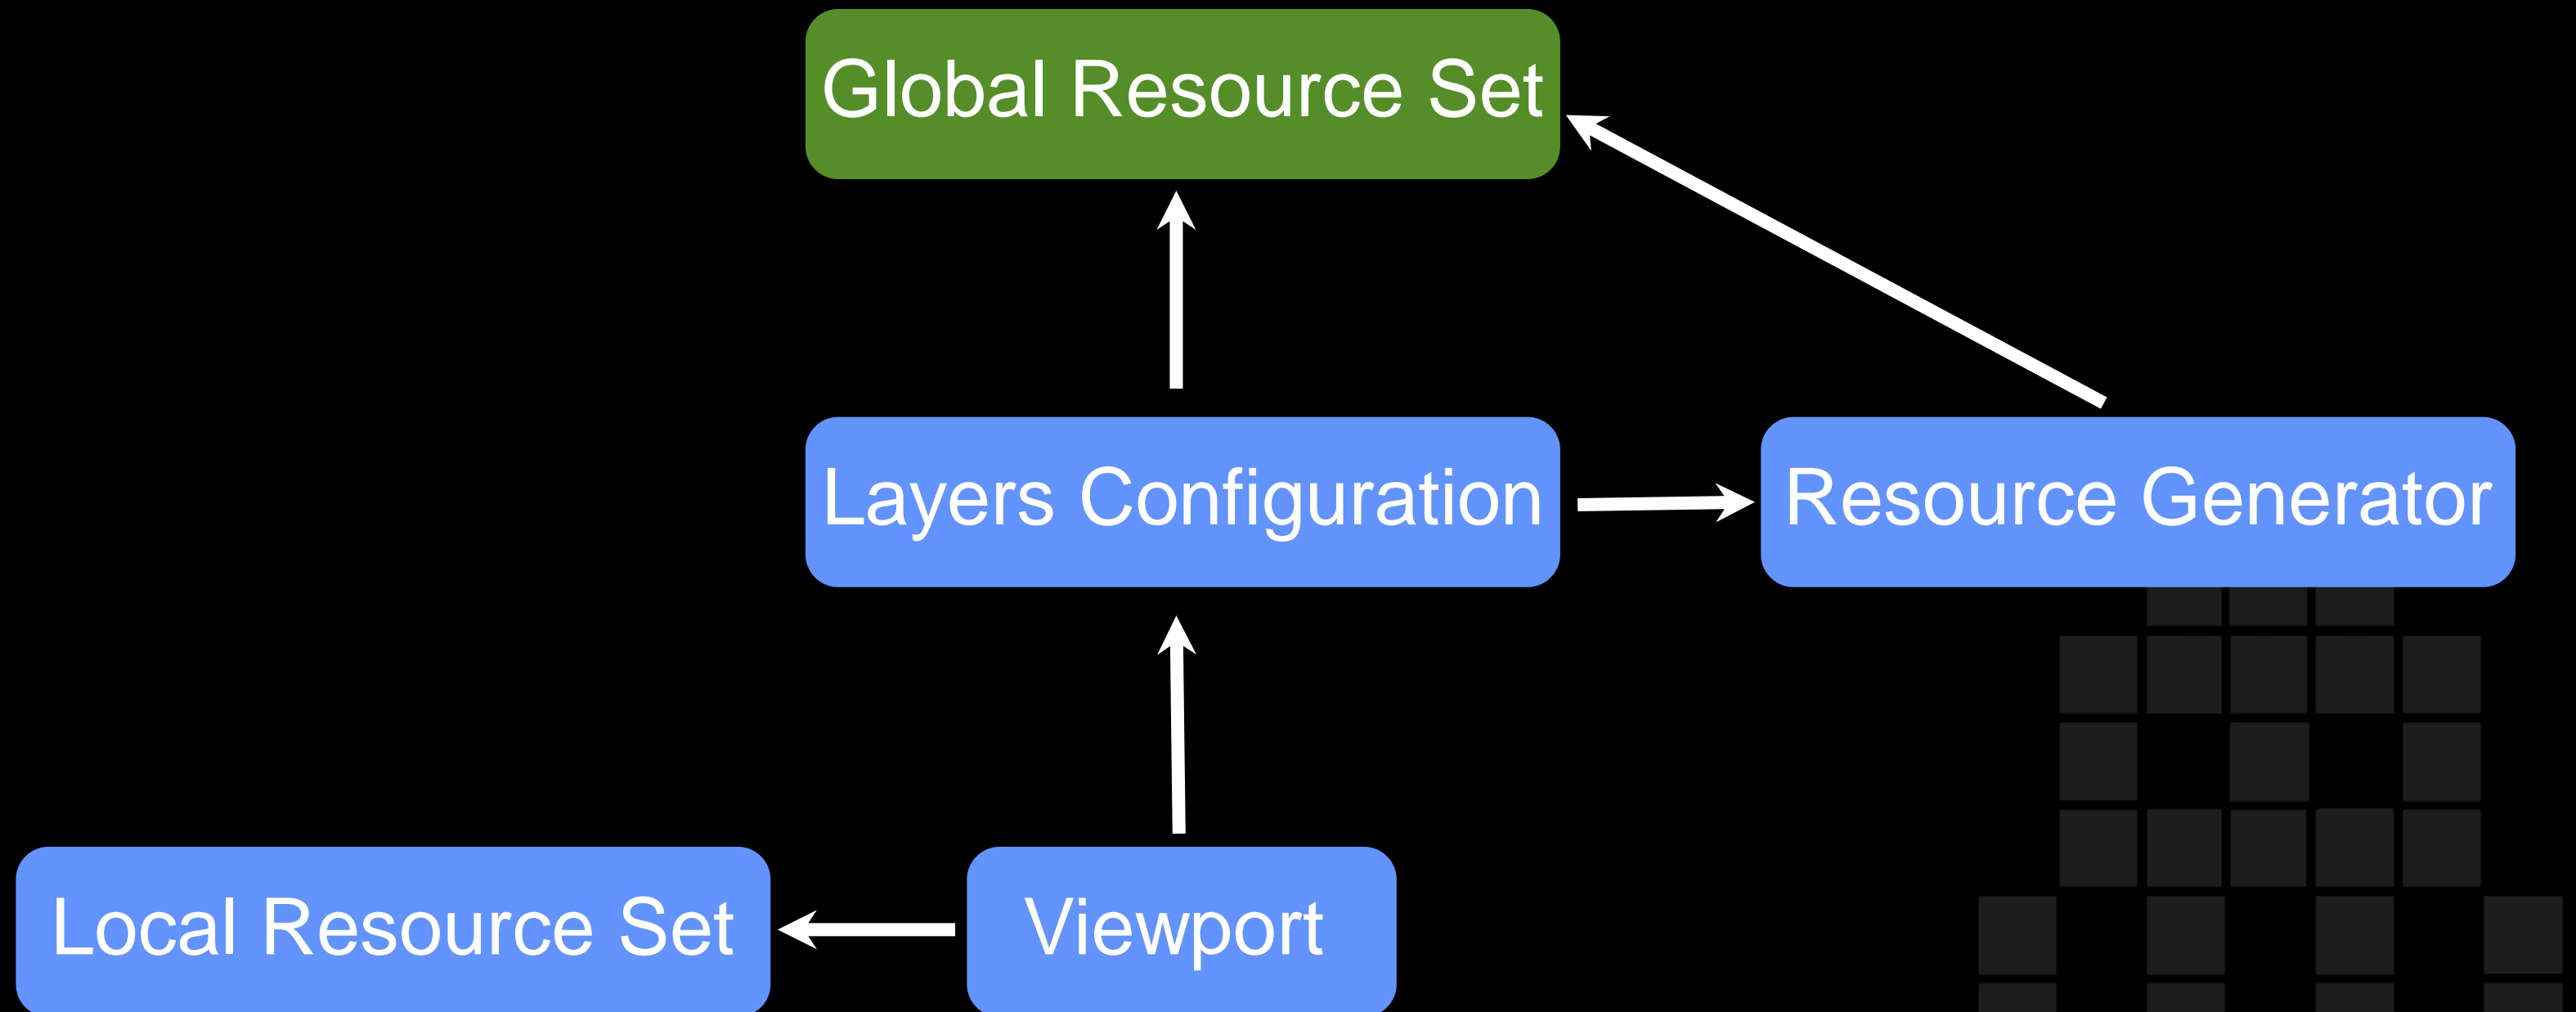 Global Resource Set
Layers Configuration
Resource Generator
Local Resource Set
Viewport